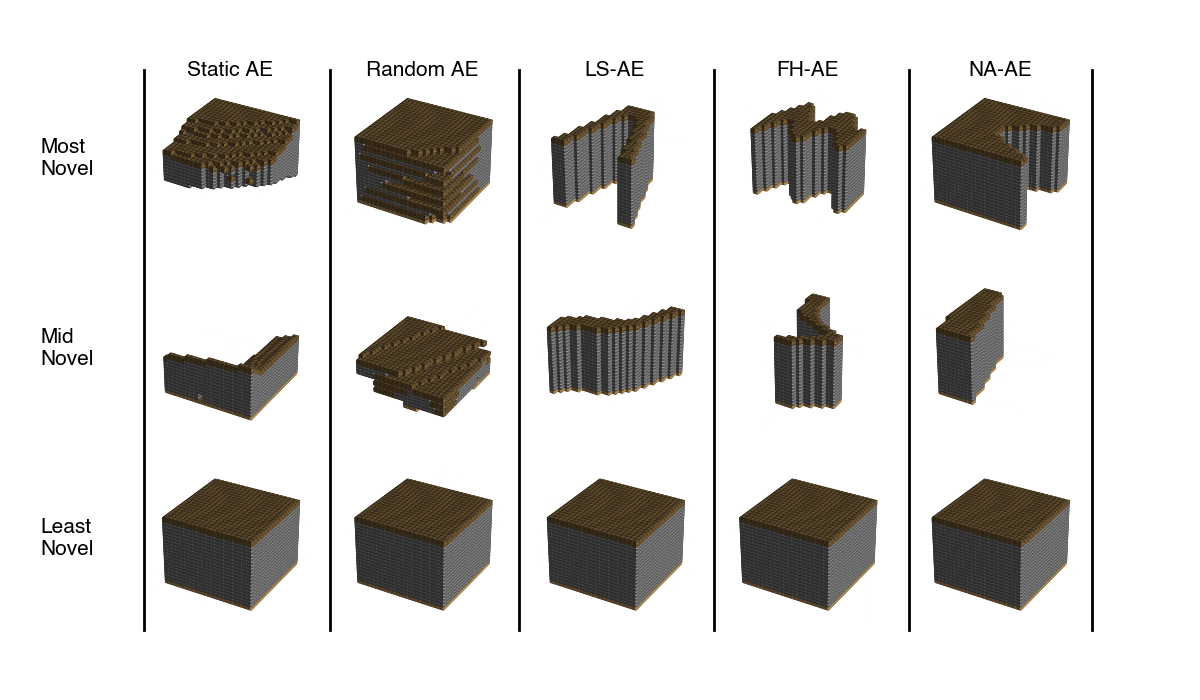 Static AE
Random AE
LS-AE
FH-AE
NA-AE
Most
Novel
Mid
Novel
Least
Novel